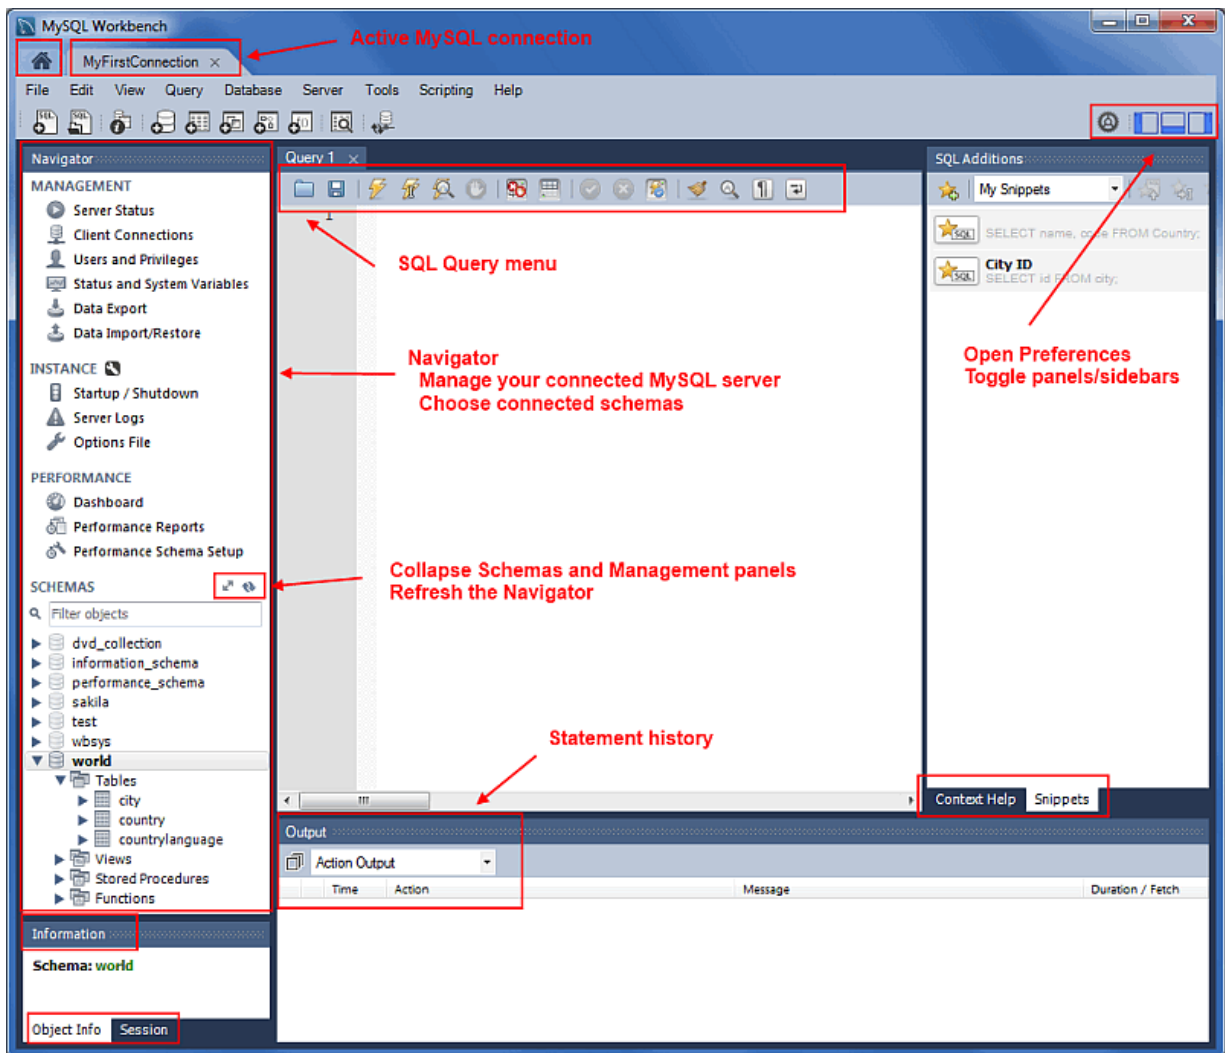 MySQL Workbench
Active MySQL connection
MyFirstConnection ×
File Edit View Query Database Server Tools Scripting Help
Navigator
MANAGEMENT
Server Status
Client Connections
Users and Privileges
Status and System Variables
Data Export
Data Import/Restore
INSTANCE
Startup / Shutdown
Server Logs
Options File
PERFORMANCE
Dashboard
Performance Reports
Performance Schema Setup
SCHEMAS
Filter objects
dvd_collection
information_schema
performance_schema
sakila
test
wbsys
world
Tables
city
country
countrylanguage
Views
Stored Procedures
Functions
Information
Schema: world
Object Info Session
Query 1 ×
1
SQL Query menu
Navigator
Manage your connected MySQL server
Choose connected schemas
Collapse Schemas and Management panels
Refresh the Navigator
Statement history
Output
Action Output
Time Action Message Duration / Fetch
SQL Additions
My Snippets
SQL SELECT name, code FROM Country;
City ID
SQL SELECT id FROM city;
Open Preferences
Toggle panels/sidebars
Context Help Snippets